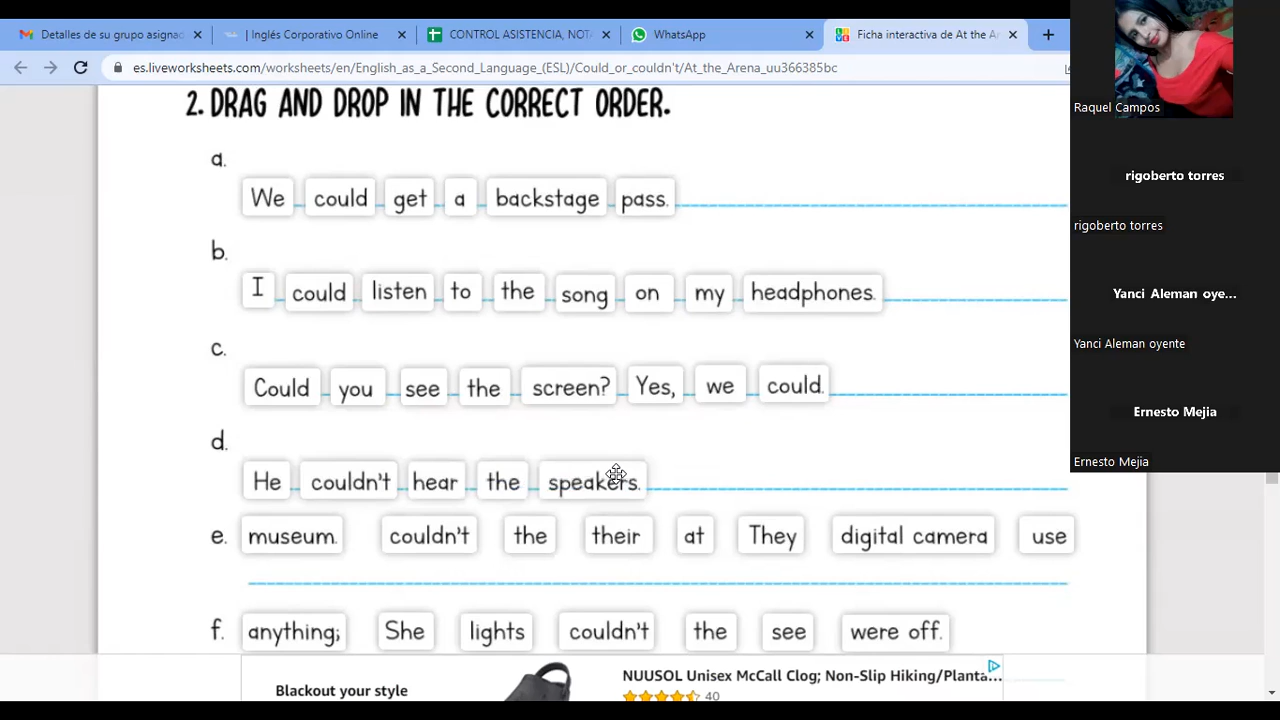 Detalles de su grupo asignad
Inglés Corporativo Online
CONTROL ASISTENCIA, NOTA
WhatsApp
Ficha interactiva de At the Ar
es.liveworksheets.com/worksheets/en/English_as_a_Second_Language_(ESL)/Could_or_couldn't/At_the_Arena_uu366385bc
2. DRAG AND DROP IN THE CORRECT ORDER.
a.
We could get a backstage pass.
b.
I could listen to the song on my headphones.
c.
Could you see the screen? Yes, we could.
d.
He couldn't hear the speakers.
e. museum. couldn't the their at They digital camera use
f. anything; She lights couldn't the see were off.
Blackout your style
NUUSOL Unisex McCall Clog; Non-Slip Hiking/Planta...
40
Raquel Campos
rigoberto torres
rigoberto torres
Yanci Aleman oye...
Yanci Aleman oyente
Ernesto Mejia
Ernesto Mejia